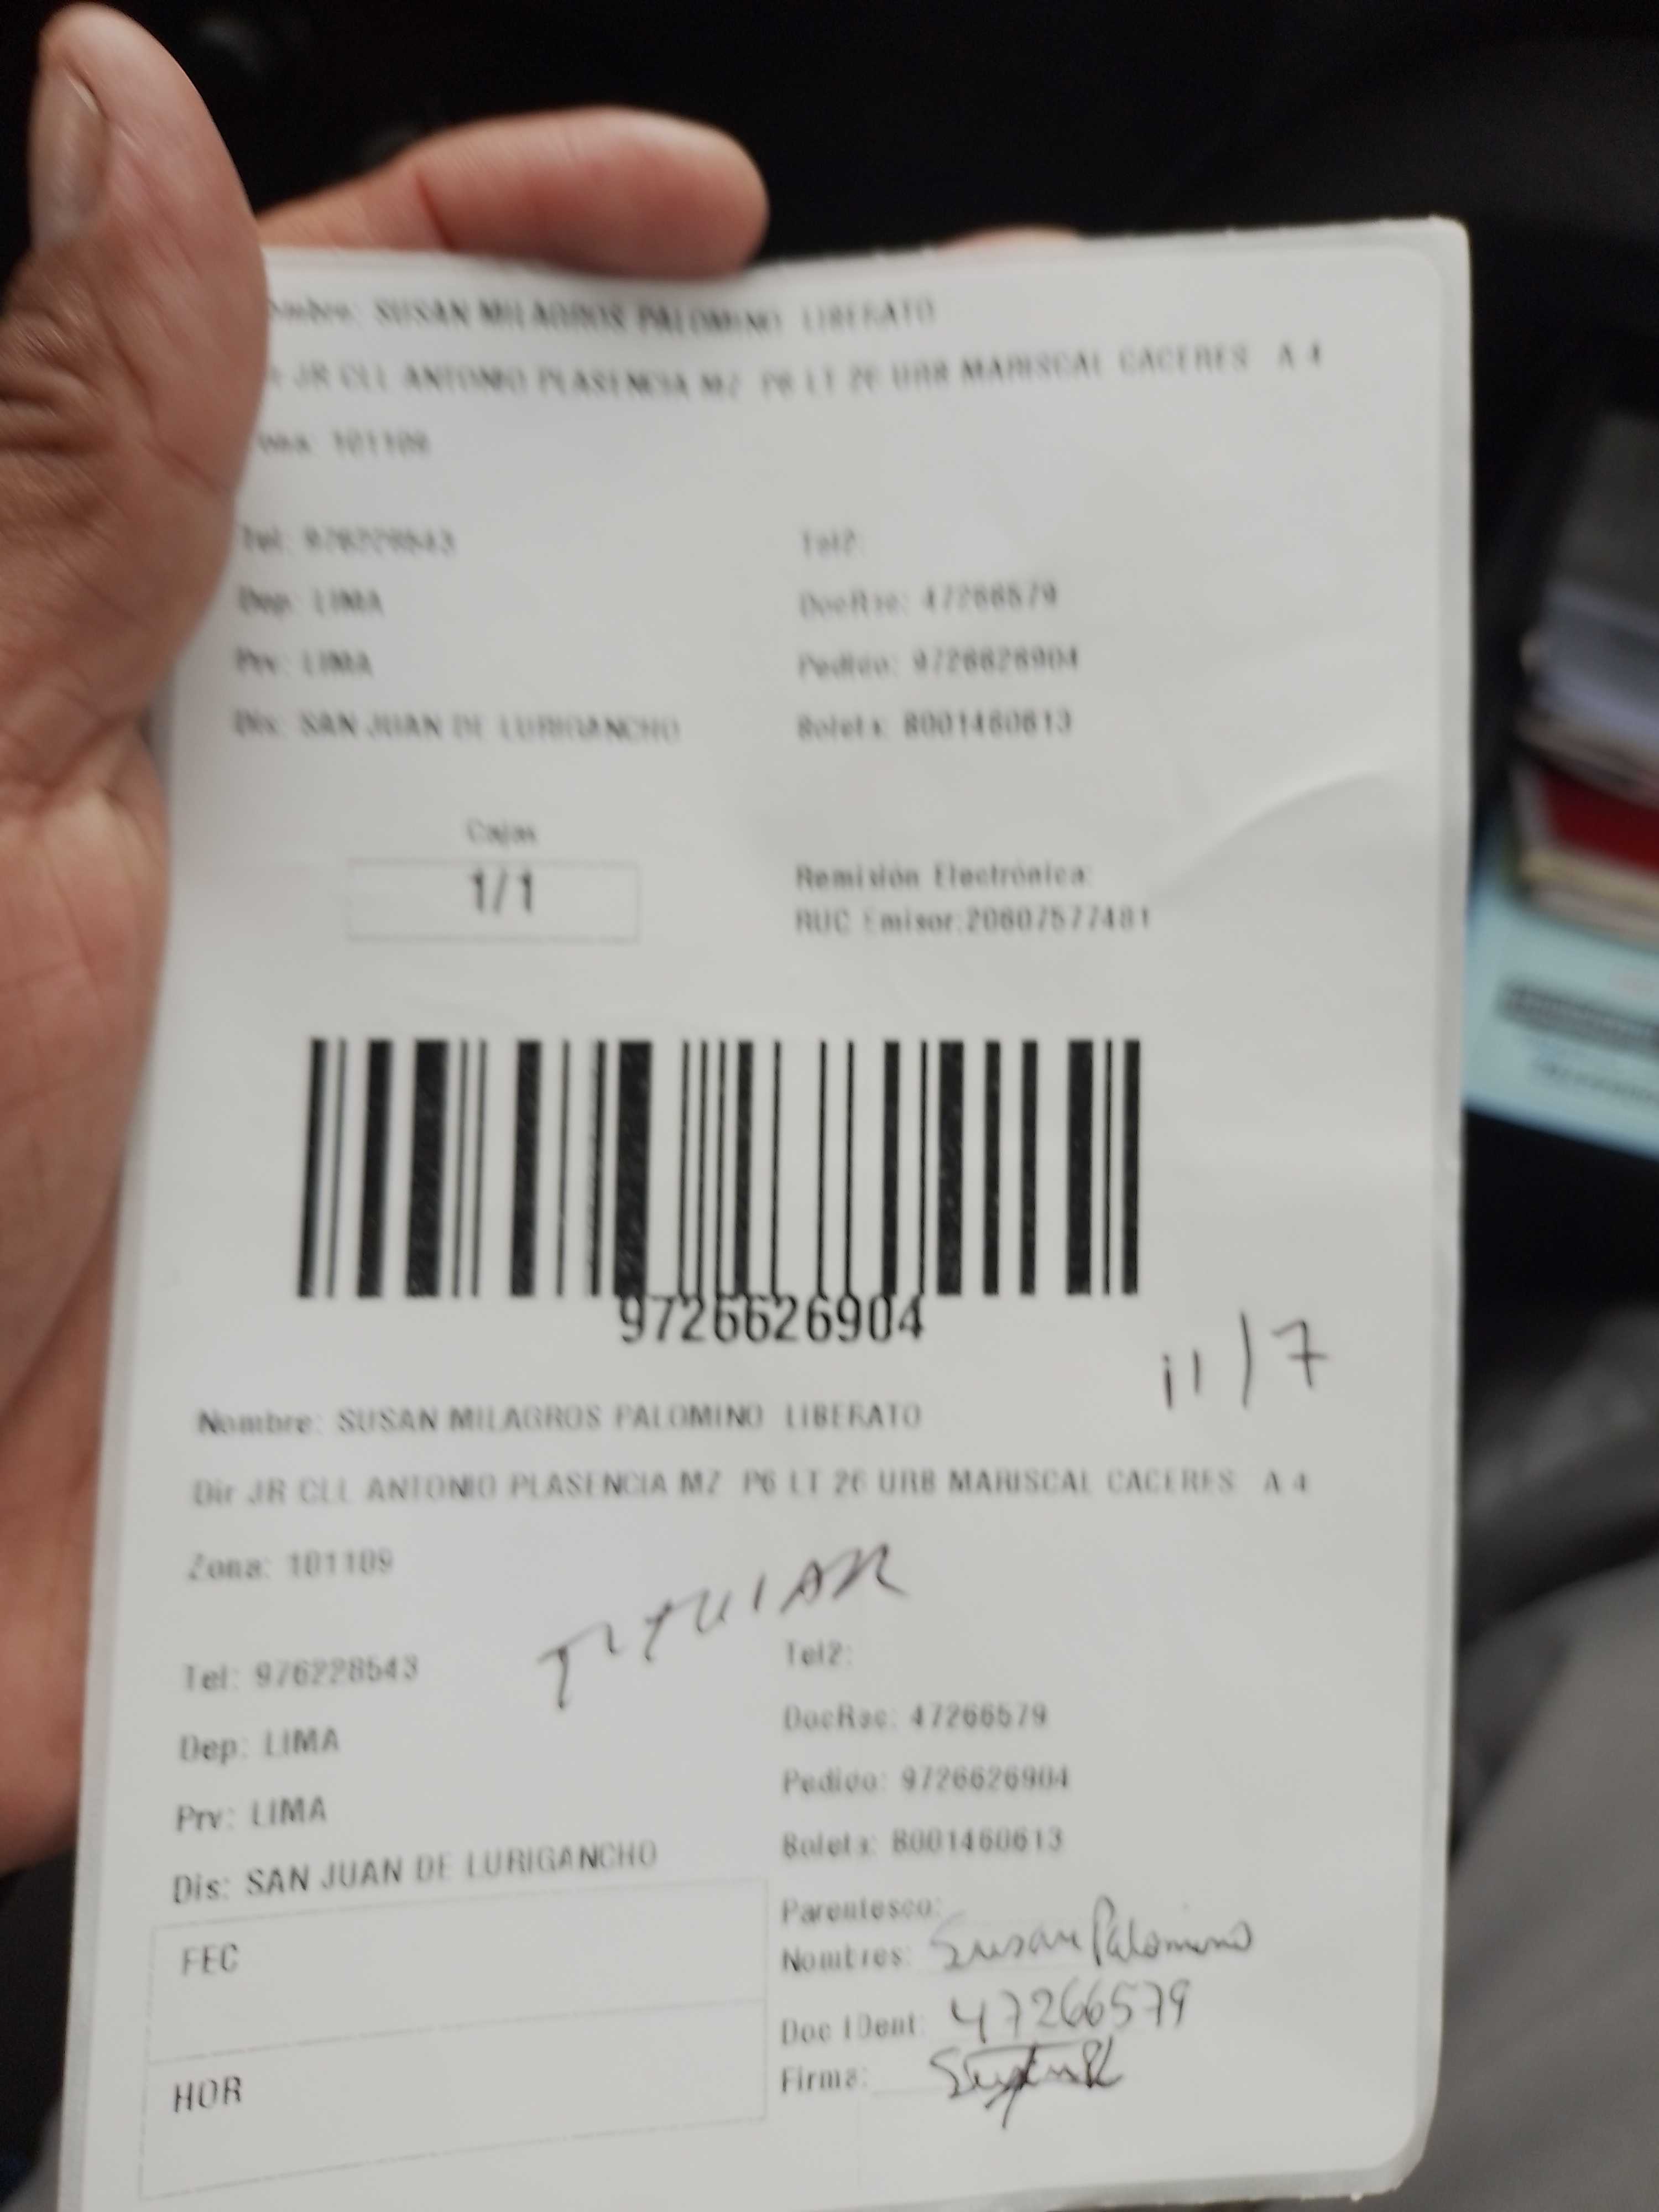 Nombre: SUSAN MILAGROS PALOMINO LIBERATO
JR CLL ANTONIO PLASENCIA MZ P6 LT 26 URB MARISCAL CACERES A 4
101109
Tel: 976228543 Tel2:
Dep: LIMA DocRsc: 47266579
Prv: LIMA Pedido: 9726626904
Dis: SAN JUAN DE LURIGANCHO Boleta: B001460613
Cajas
1/1
Remisión Electrónica:
RUC Emisor:20607577481
9726626904
11/7
Nombre: SUSAN MILAGROS PALOMINO LIBERATO
Dir JR CLL ANTONIO PLASENCIA MZ P6 LT 26 URB MARISCAL CACERES A 4
Zona: 101109
TITULAR
Tel: 976228543 Tel2:
Dep: LIMA DocRsc: 47266579
Prv: LIMA Pedido: 9726626904
Dis: SAN JUAN DE LURIGANCHO Boleta: B001460613
Parentesco:
FEC Nombres: Susan Palomino
Doc IDent: 47266579
HOR Firma: